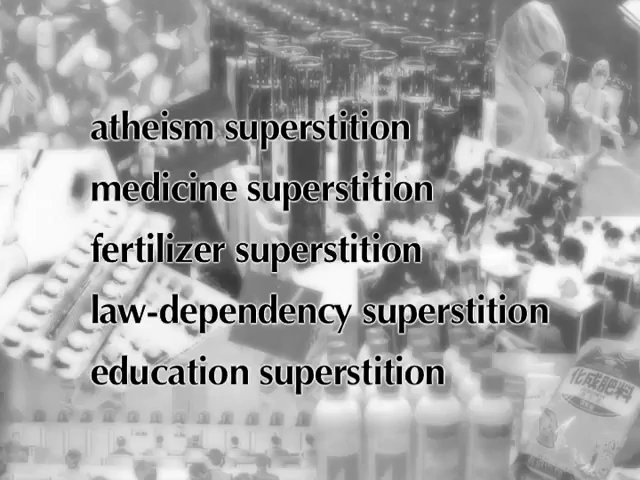 atheism superstition
medicine superstition
fertilizer superstition
law-dependency superstition
education superstition
化成肥料